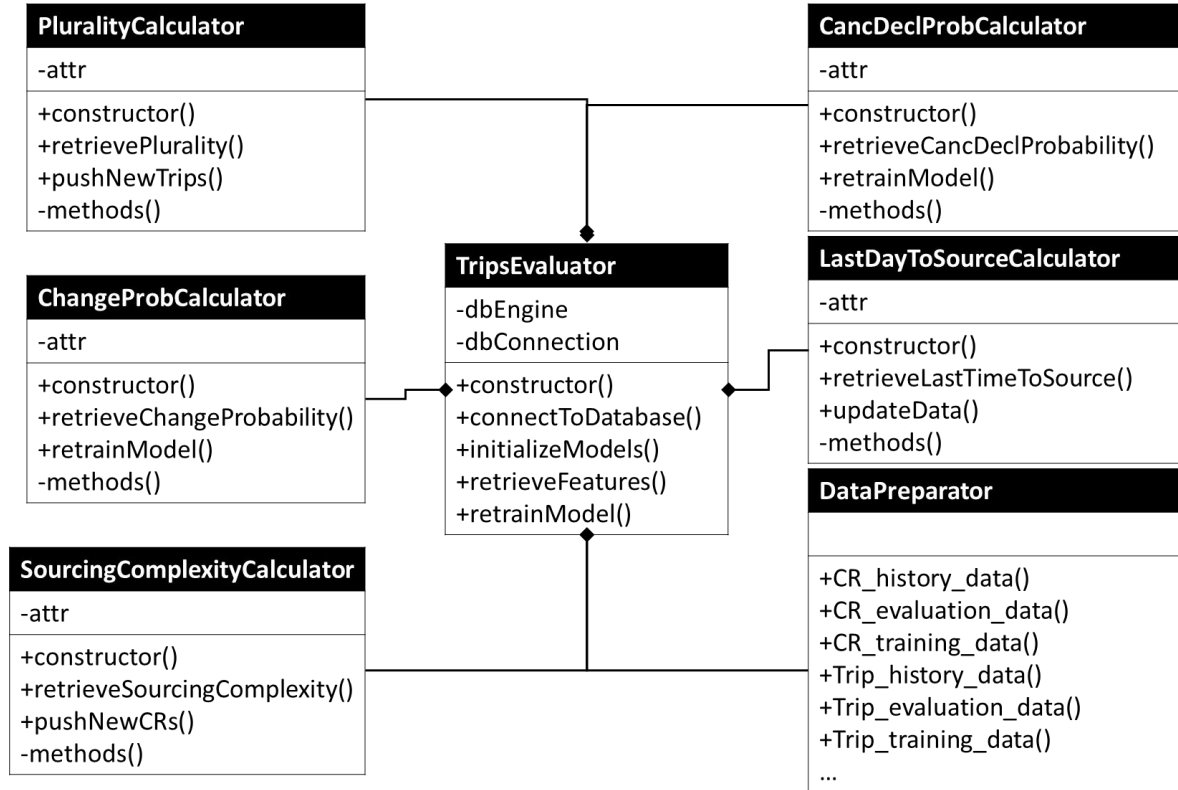 PluralityCalculator
-attr
+constructor()
+retrievePlurality()
+pushNewTrips()
-methods()
CancDeclProbCalculator
-attr
+constructor()
+retrieveCancDeclProbability()
+retrainModel()
-methods()
ChangeProbCalculator
-attr
+constructor()
+retrieveChangeProbability()
+retrainModel()
-methods()
TripsEvaluator
-dbEngine
-dbConnection
+constructor()
+connectToDatabase()
+initializeModels()
+retrieveFeatures()
+retrainModel()
LastDayToSourceCalculator
-attr
+constructor()
+retrieveLastTimeToSource()
+updateData()
-methods()
SourcingComplexityCalculator
-attr
+constructor()
+retrieveSourcingComplexity()
+pushNewCRs()
-methods()
DataPreparator
+CR_history_data()
+CR_evaluation_data()
+CR_training_data()
+Trip_history_data()
+Trip_evaluation_data()
+Trip_training_data()
...